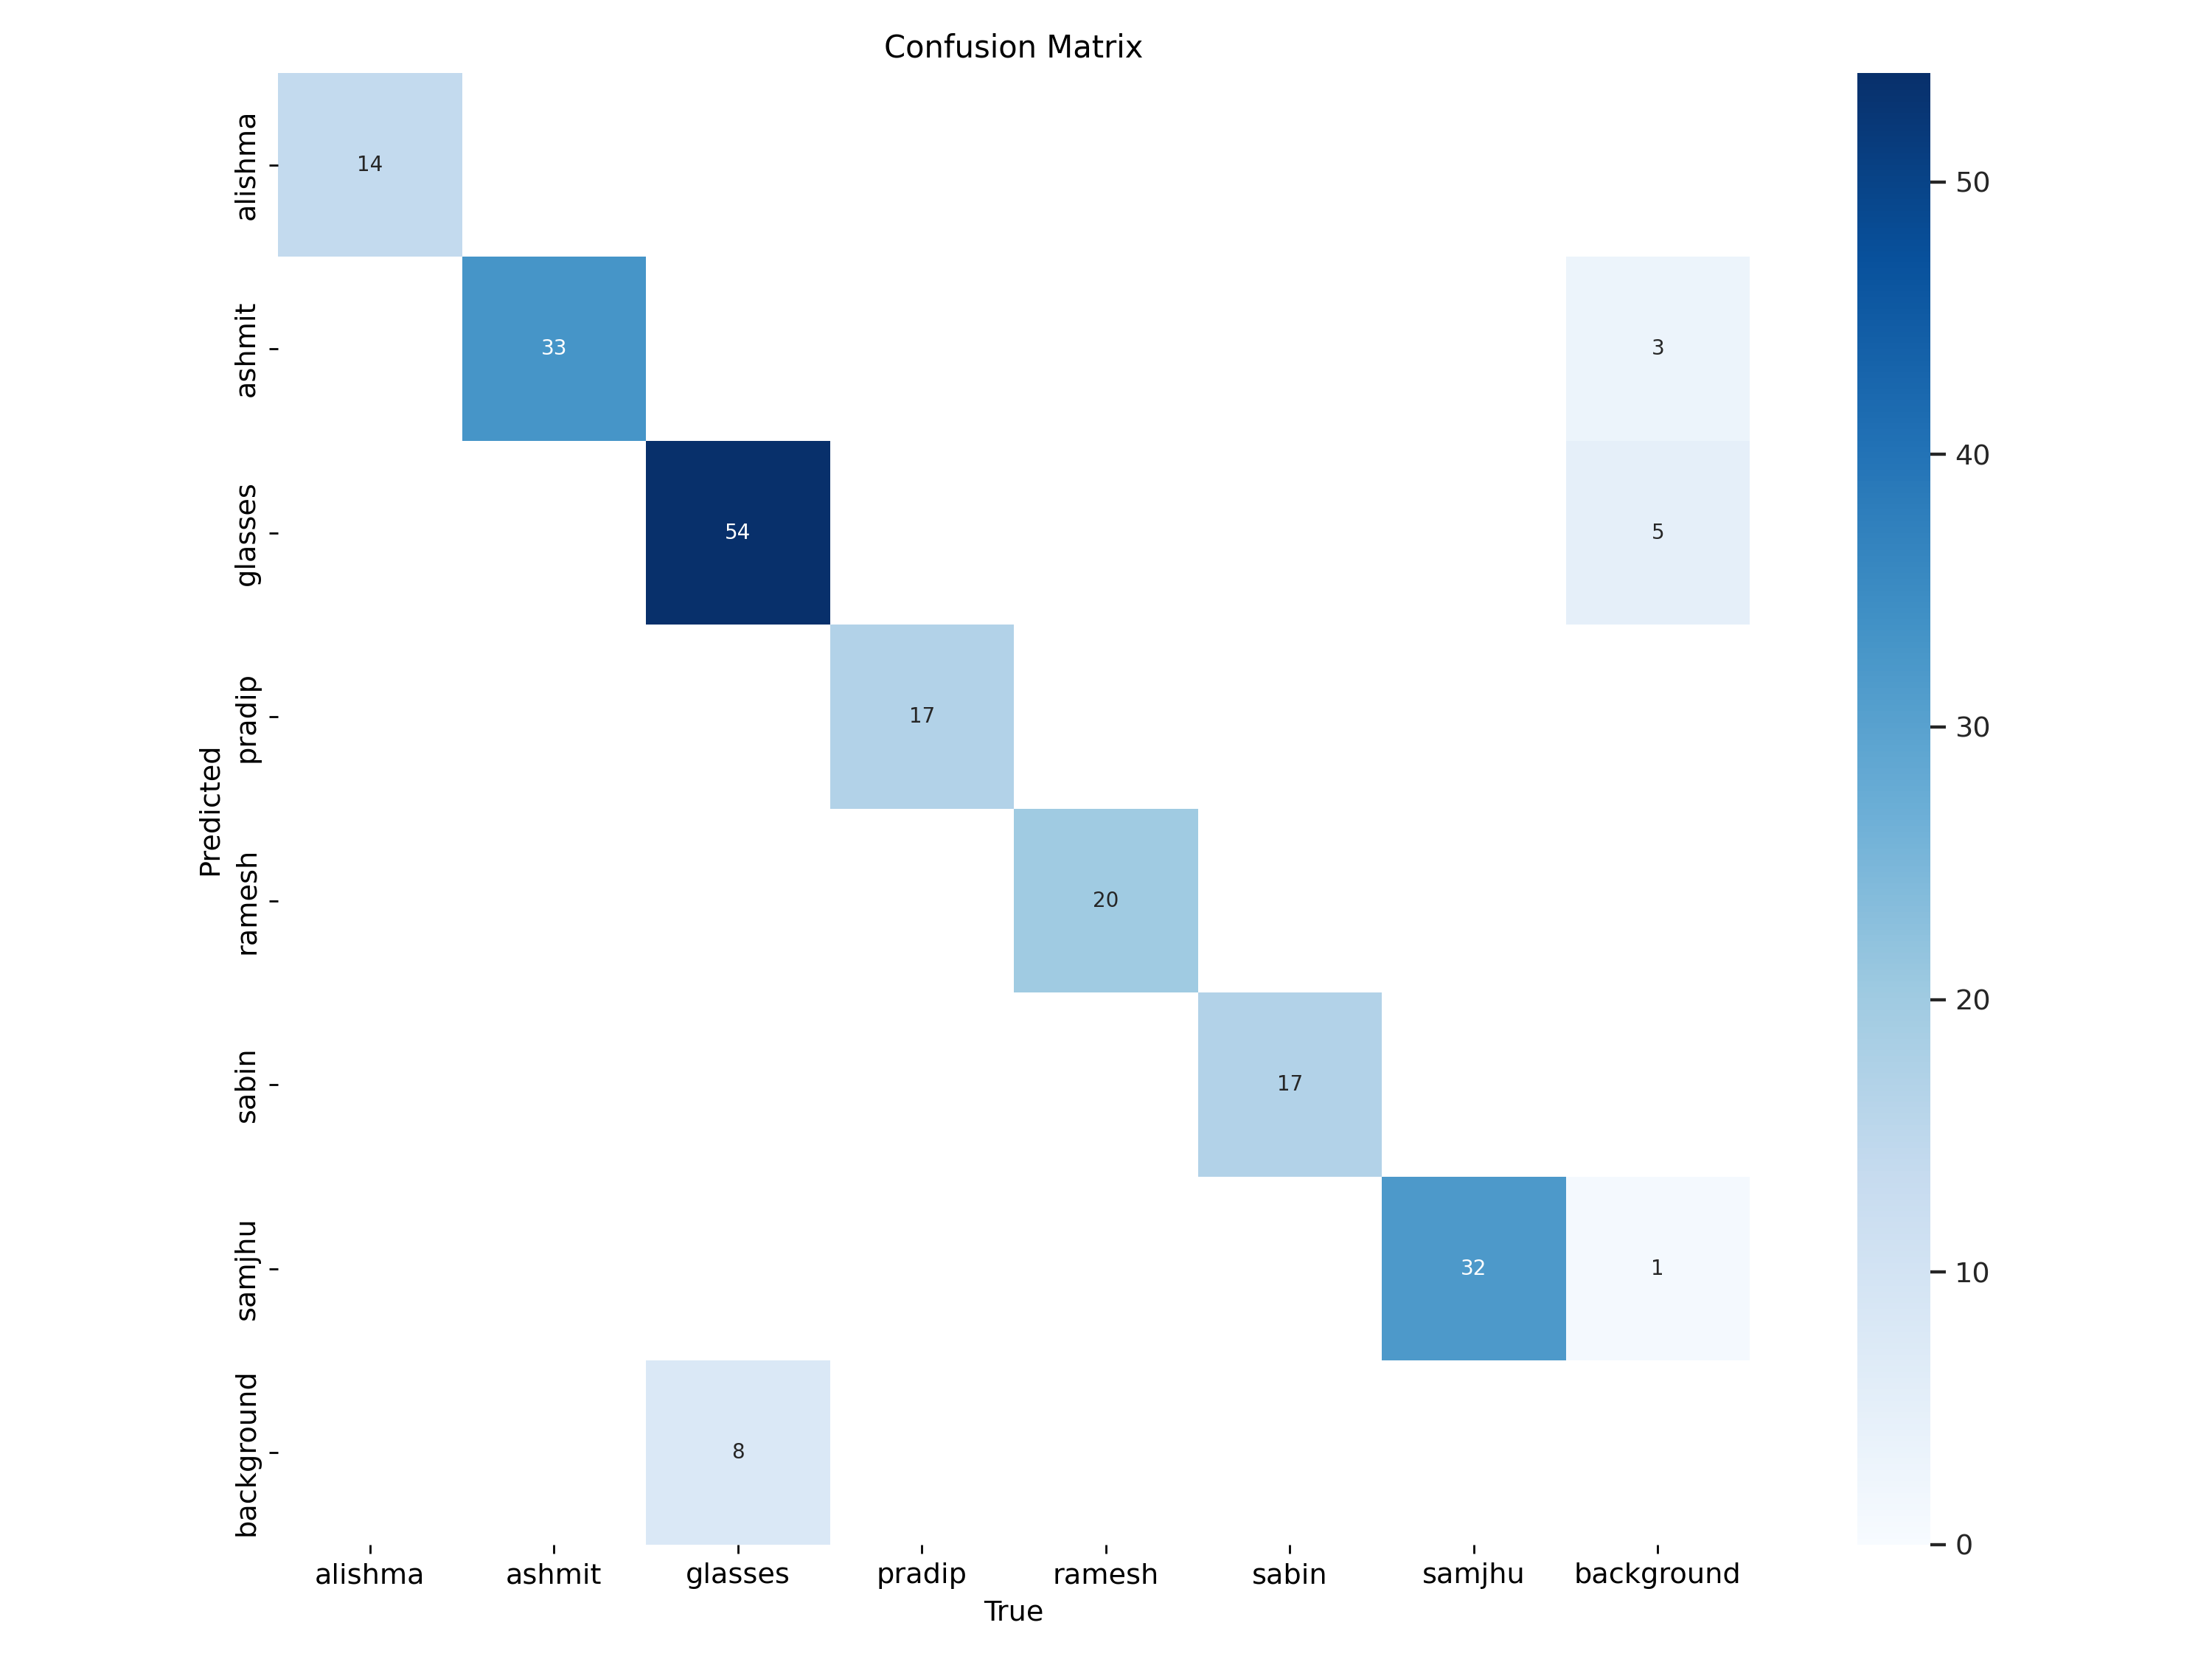 Confusion Matrix
alishma
14
ashmit
33
3
glasses
54
5
pradip
17
ramesh
20
sabin
17
samjhu
32
1
background
8
Predicted
alishma ashmit glasses pradip ramesh sabin samjhu background
True
50
40
30
20
10
0